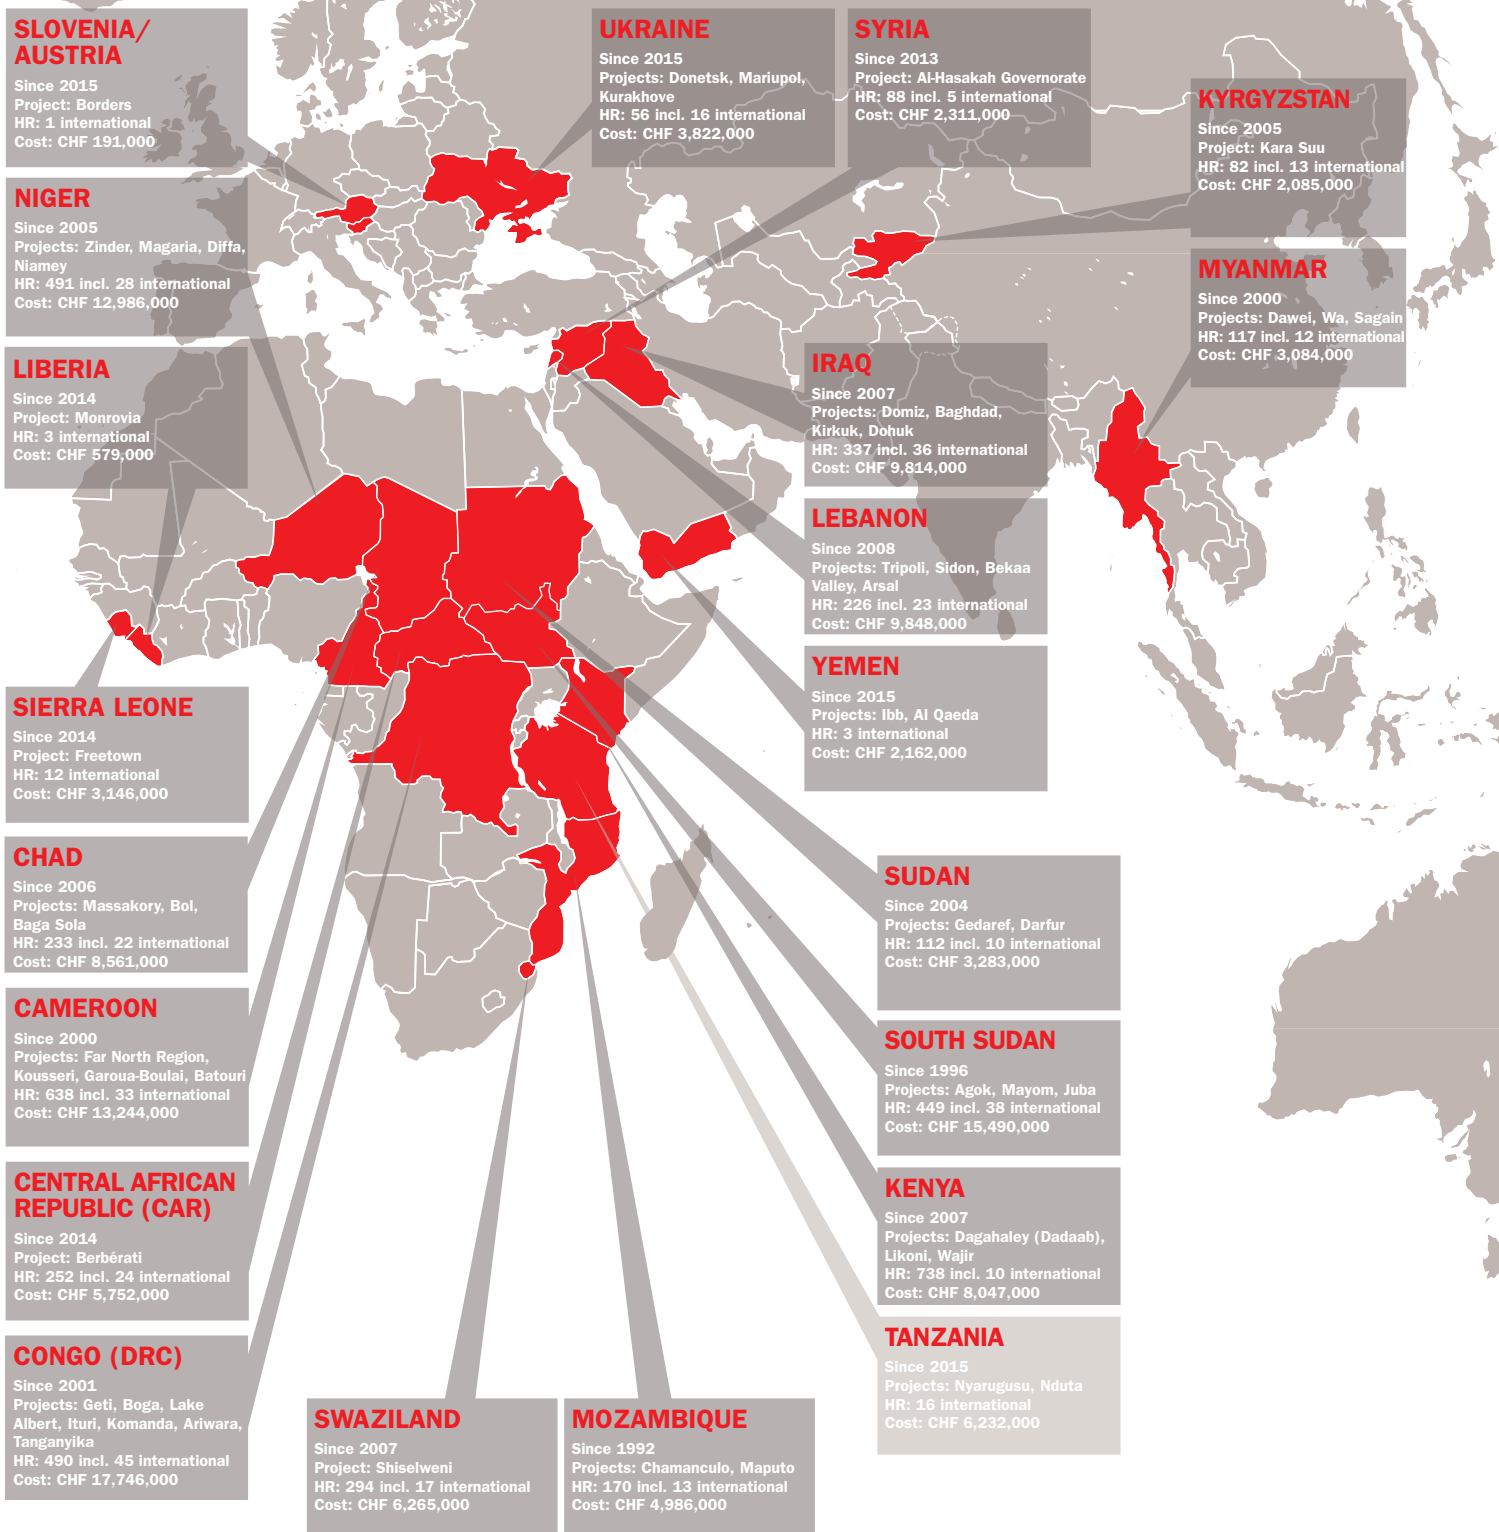 SLOVENIA/
AUSTRIA
Since 2015
Project: Borders
HR: 1 international
Cost: CHF 191,000
NIGER
Since 2005
Projects: Zinder, Magaria, Diffa,
Niamey
HR: 491 incl. 28 international
Cost: CHF 12,986,000
LIBERIA
Since 2014
Project: Monrovia
HR: 3 international
Cost: CHF 579,000
SIERRA LEONE
Since 2014
Project: Freetown
HR: 12 international
Cost: CHF 3,146,000
CHAD
Since 2006
Projects: Massakory, Bol,
Baga Sola
HR: 233 incl. 22 international
Cost: CHF 8,561,000
CAMEROON
Since 2000
Projects: Far North Region,
Kousseri, Garoua-Boulai, Batouri
HR: 638 incl. 33 international
Cost: CHF 13,244,000
CENTRAL AFRICAN
REPUBLIC (CAR)
Since 2014
Project: Berbérati
HR: 252 incl. 24 international
Cost: CHF 5,752,000
CONGO (DRC)
Since 2001
Projects: Geti, Boga, Lake
Albert, Ituri, Komanda, Ariwara,
Tanganyika
HR: 490 incl. 45 international
Cost: CHF 17,746,000
SWAZILAND
Since 2007
Project: Shiselweni
HR: 294 incl. 17 international
Cost: CHF 6,265,000
MOZAMBIQUE
Since 1992
Projects: Chamanculo, Maputo
HR: 170 incl. 13 international
Cost: CHF 4,986,000
UKRAINE
Since 2015
Projects: Donetsk, Mariupol,
Kurakhove
HR: 56 incl. 16 international
Cost: CHF 3,822,000
SYRIA
Since 2013
Project: Al-Hasakah Governorate
HR: 88 incl. 5 international
Cost: CHF 2,311,000
KYRGYZSTAN
Since 2005
Project: Kara Suu
HR: 82 incl. 13 international
Cost: CHF 2,085,000
MYANMAR
Since 2000
Projects: Dawei, Wa, Sagain
HR: 117 incl. 12 international
Cost: CHF 3,084,000
IRAQ
Since 2007
Projects: Domiz, Baghdad,
Kirkuk, Dohuk
HR: 337 incl. 36 international
Cost: CHF 9,814,000
LEBANON
Since 2008
Projects: Tripoli, Sidon, Bekaa
Valley, Arsal
HR: 226 incl. 23 international
Cost: CHF 9,848,000
YEMEN
Since 2015
Projects: Ibb, Al Qaeda
HR: 3 international
Cost: CHF 2,162,000
SUDAN
Since 2004
Projects: Gedaref, Darfur
HR: 112 incl. 10 international
Cost: CHF 3,283,000
SOUTH SUDAN
Since 1996
Projects: Agok, Mayom, Juba
HR: 449 incl. 38 international
Cost: CHF 15,490,000
KENYA
Since 2007
Projects: Dagahaley (Dadaab),
Likoni, Wajir
HR: 738 incl. 10 international
Cost: CHF 8,047,000
TANZANIA
Since 2015
Projects: Nyarugusu, Nduta
HR: 16 international
Cost: CHF 6,232,000